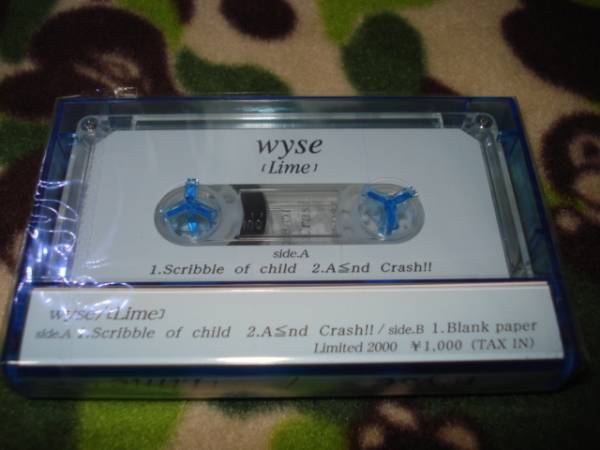 wyse
[Lime]
side.A
1.Scribble of child 2.A≦nd Crash!!
wyse/[Lime]
side.A 1.Scribble of child 2.A≦nd Crash!! / side.B 1.Blank paper
Limited 2000 ¥1,000 (TAX IN)